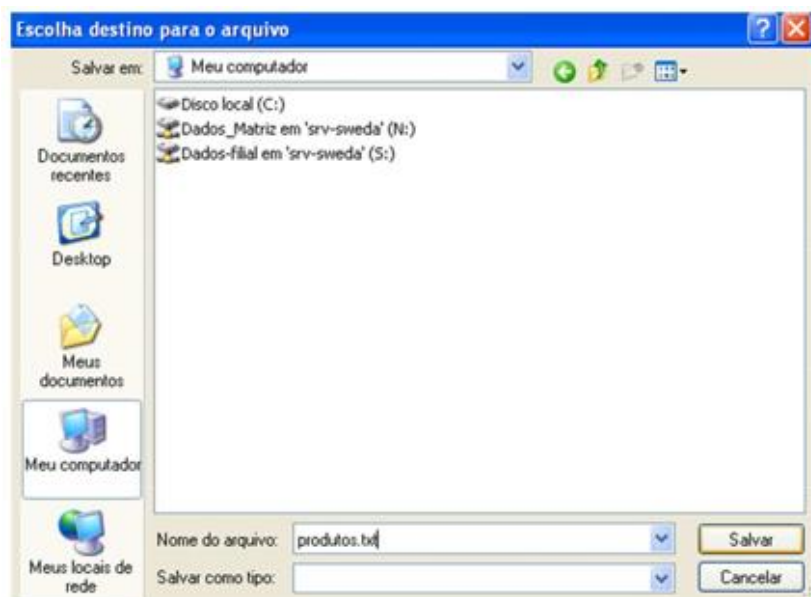 Escolha destino para o arquivo
Salvar em: Meu computador
Disco local (C:)
Dados_Matriz em 'srv-sweda' (N:)
Dados-filial em 'srv-sweda' (S:)
Documentos
recentes
Desktop
Meus
documentos
Meu computador
Meus locais de
rede
Nome do arquivo: produtos.txt Salvar
Salvar como tipo: Cancelar